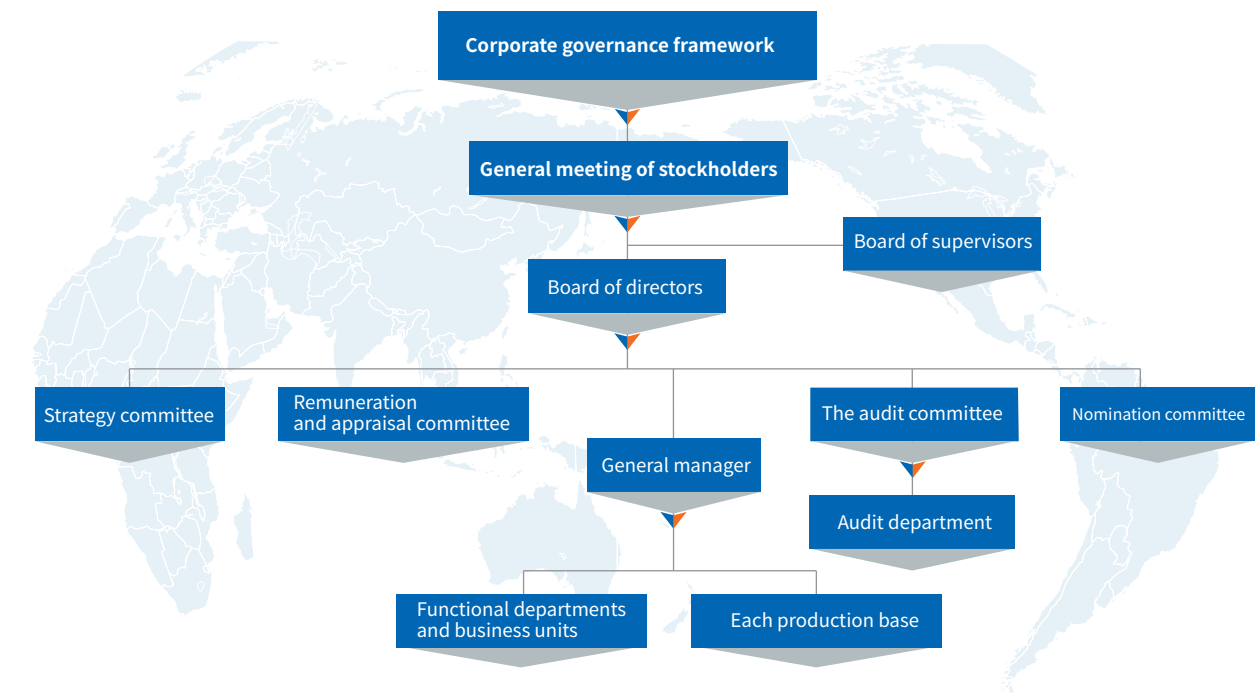 Corporate governance framework
General meeting of stockholders
Board of supervisors
Board of directors
Strategy committee
Remuneration
and appraisal committee
General manager
The audit committee
Nomination committee
Audit department
Functional departments
and business units
Each production base